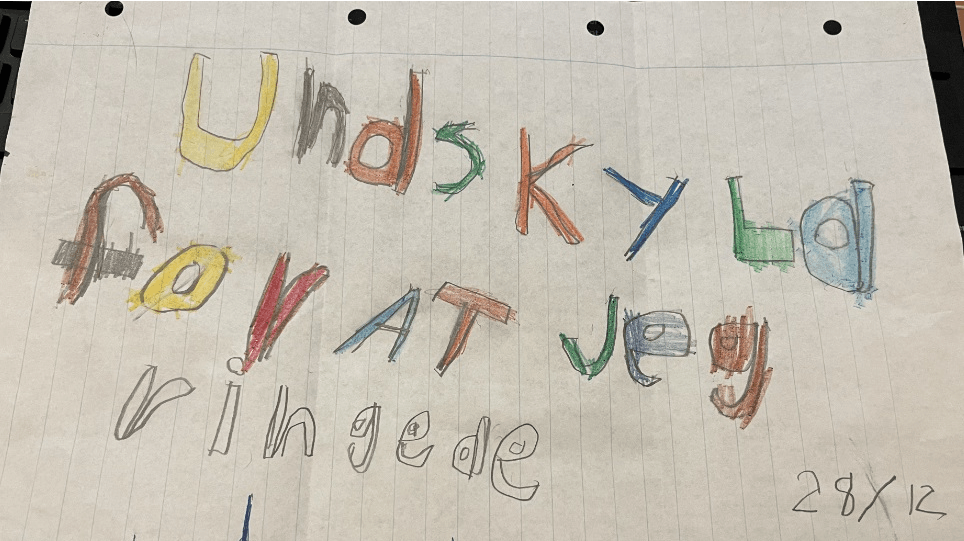 UndsKyLd
for AT jeg
ringede
28/12